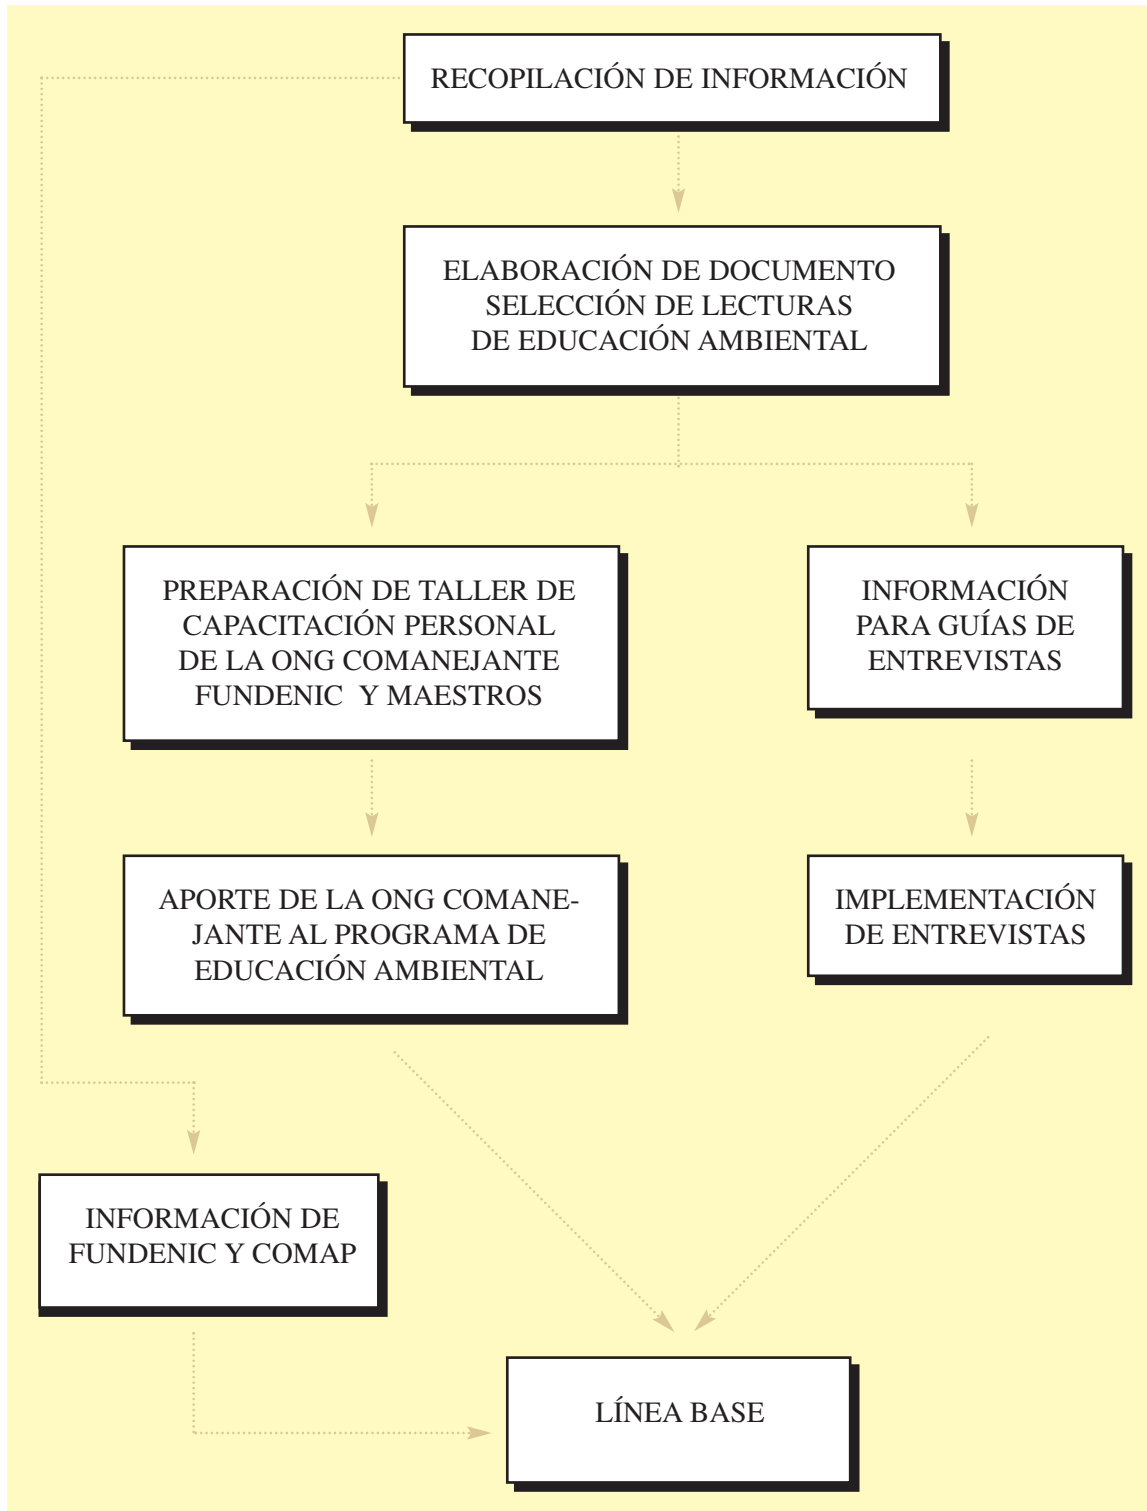 RECOPILACIÓN DE INFORMACIÓN
ELABORACIÓN DE DOCUMENTO
SELECCIÓN DE LECTURAS
DE EDUCACIÓN AMBIENTAL
PREPARACIÓN DE TALLER DE
CAPACITACIÓN PERSONAL
DE LA ONG COMANEJANTE
FUNDENIC Y MAESTROS
INFORMACIÓN
PARA GUÍAS DE
ENTREVISTAS
APORTE DE LA ONG COMANE-
JANTE AL PROGRAMA DE
EDUCACIÓN AMBIENTAL
IMPLEMENTACIÓN
DE ENTREVISTAS
INFORMACIÓN DE
FUNDENIC Y COMAP
LÍNEA BASE